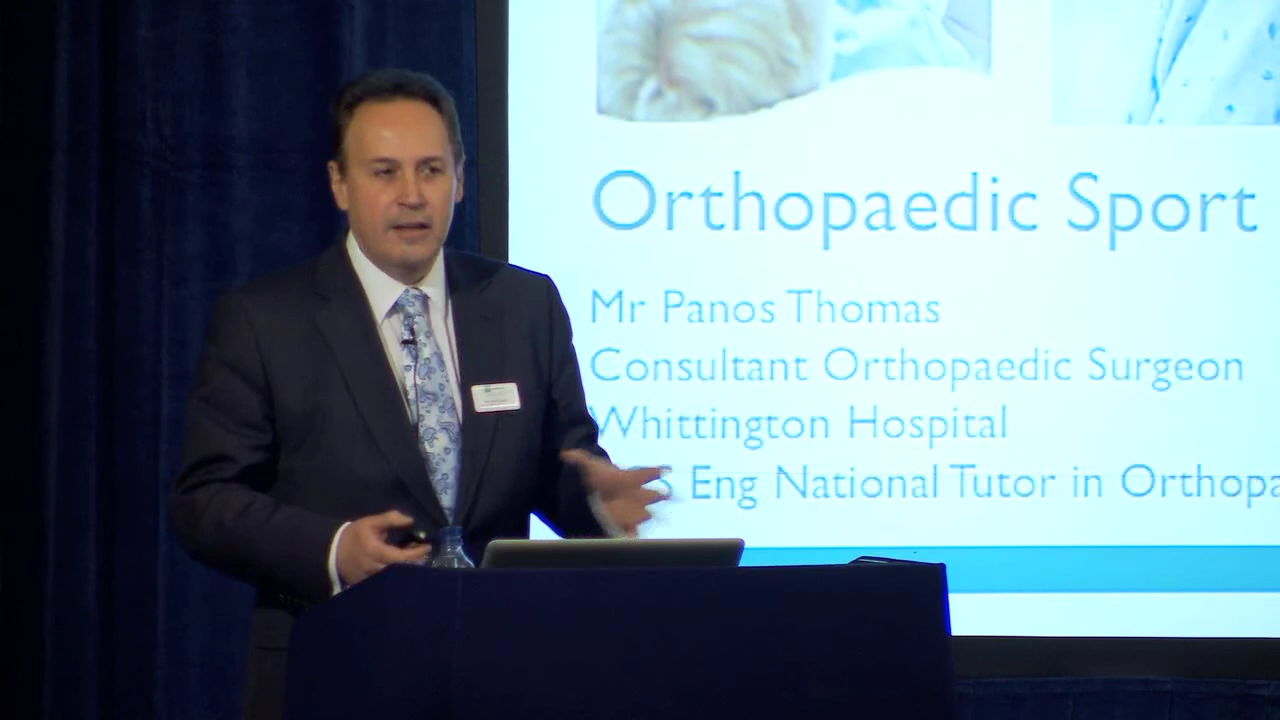 Orthopaedic Sport
Mr Panos Thomas
Consultant Orthopaedic Surgeon
Whittington Hospital
Eng National Tutor in Orthopa